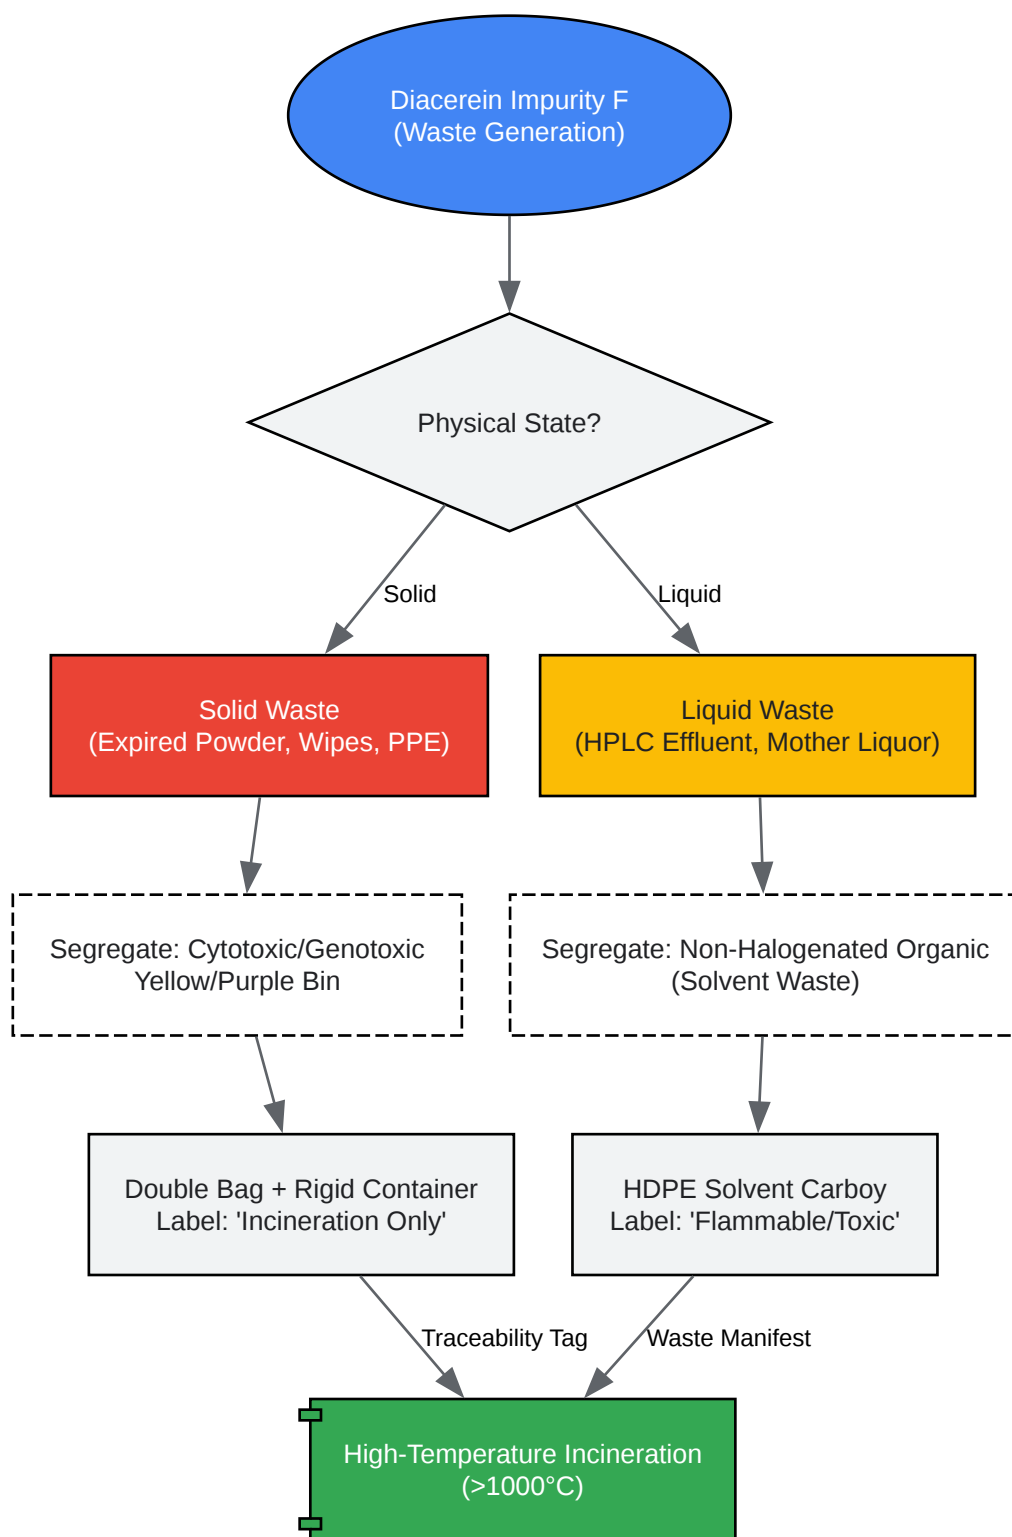 Diacerein Impurity F
(Waste Generation)
Physical State?
Solid
Liquid
Solid Waste
(Expired Powder, Wipes, PPE)
Liquid Waste
(HPLC Effluent, Mother Liquor)
Segregate: Cytotoxic/Genotoxic
Yellow/Purple Bin
Segregate: Non-Halogenated Organic
(Solvent Waste)
Double Bag + Rigid Container
Label: 'Incineration Only'
HDPE Solvent Carboy
Label: 'Flammable/Toxic'
Traceability Tag
Waste Manifest
High-Temperature Incineration
(>1000°C)